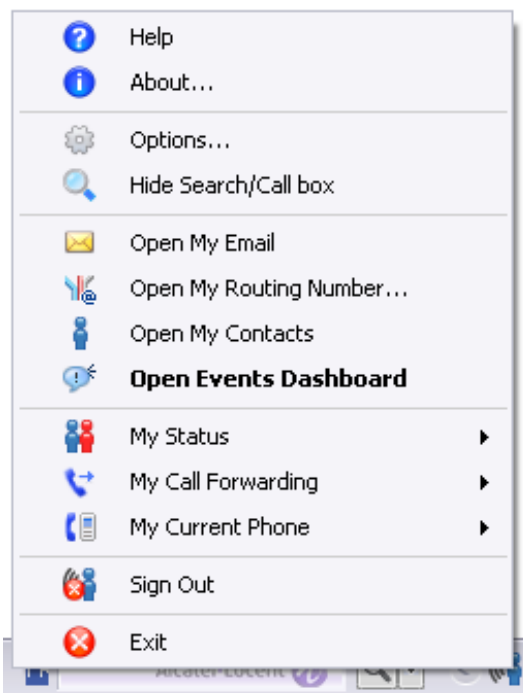 Help
About...
Options...
Hide Search/Call box
Open My Email
Open My Routing Number...
Open My Contacts
Open Events Dashboard
My Status
My Call Forwarding
My Current Phone
Sign Out
Exit
Alcatel-Lucent